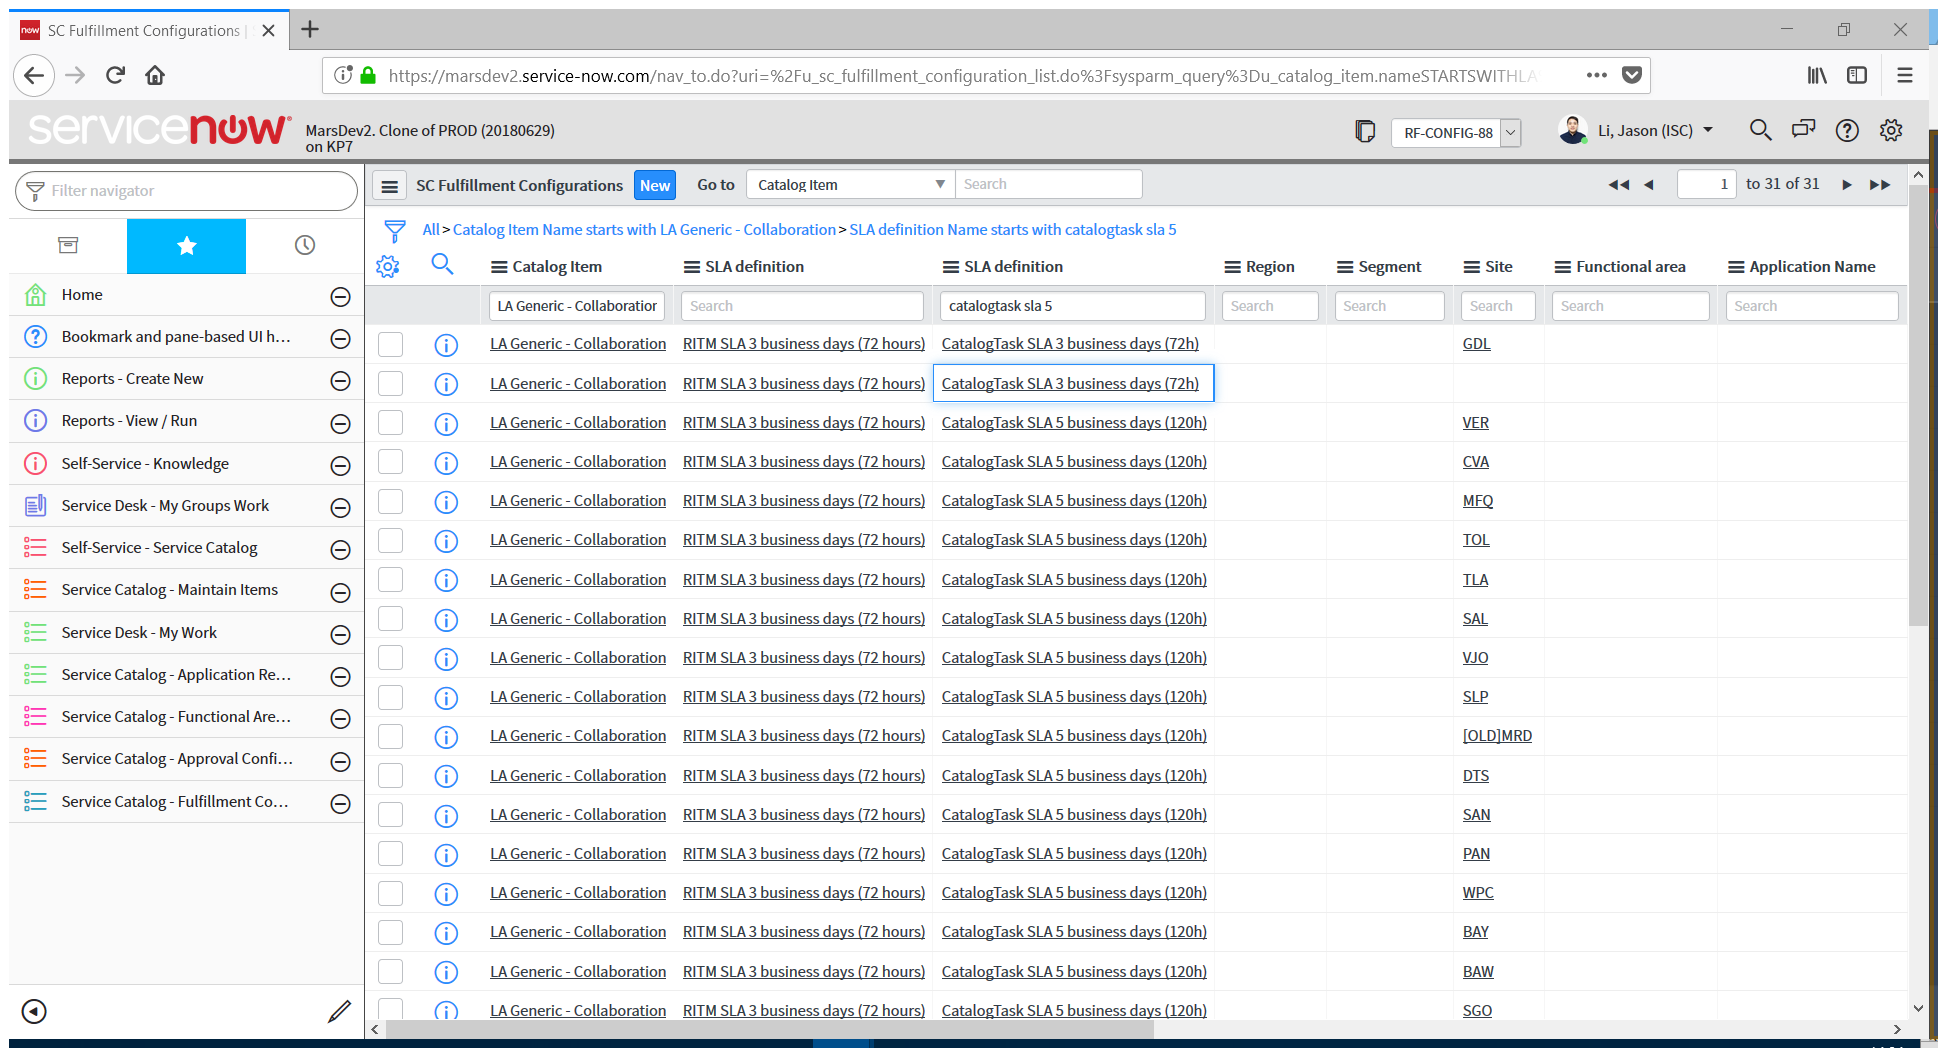 SC Fulfillment Configurations |
https://marsdev2.service-now.com/nav_to.do?uri=%2Fu_sc_fulfillment_configuration_list.do%3Fsysparm_query%3Du_catalog_item.nameSTARTSWITHLA
servicenow MarsDev2. Clone of PROD (20180629)
on KP7
RF-CONFIG-88
Li, Jason (ISC)
Filter navigator
Home
Bookmark and pane-based UI h...
Reports - Create New
Reports - View / Run
Self-Service - Knowledge
Service Desk - My Groups Work
Self-Service - Service Catalog
Service Catalog - Maintain Items
Service Desk - My Work
Service Catalog - Application Re...
Service Catalog - Functional Are...
Service Catalog - Approval Confi...
Service Catalog - Fulfillment Co...
SC Fulfillment Configurations New Go to Catalog Item Search 1 to 31 of 31
All > Catalog Item Name starts with LA Generic - Collaboration > SLA definition Name starts with catalogtask sla 5
Catalog Item SLA definition SLA definition Region Segment Site Functional area Application Name
LA Generic - Collaboration Search catalogtask sla 5 Search Search Search Search Search
LA Generic - Collaboration RITM SLA 3 business days (72 hours) CatalogTask SLA 3 business days (72h) GDL
LA Generic - Collaboration RITM SLA 3 business days (72 hours) CatalogTask SLA 3 business days (72h)
LA Generic - Collaboration RITM SLA 3 business days (72 hours) CatalogTask SLA 5 business days (120h) VER
LA Generic - Collaboration RITM SLA 3 business days (72 hours) CatalogTask SLA 5 business days (120h) CVA
LA Generic - Collaboration RITM SLA 3 business days (72 hours) CatalogTask SLA 5 business days (120h) MFQ
LA Generic - Collaboration RITM SLA 3 business days (72 hours) CatalogTask SLA 5 business days (120h) TOL
LA Generic - Collaboration RITM SLA 3 business days (72 hours) CatalogTask SLA 5 business days (120h) TLA
LA Generic - Collaboration RITM SLA 3 business days (72 hours) CatalogTask SLA 5 business days (120h) SAL
LA Generic - Collaboration RITM SLA 3 business days (72 hours) CatalogTask SLA 5 business days (120h) VJO
LA Generic - Collaboration RITM SLA 3 business days (72 hours) CatalogTask SLA 5 business days (120h) SLP
LA Generic - Collaboration RITM SLA 3 business days (72 hours) CatalogTask SLA 5 business days (120h) [OLD]MRD
LA Generic - Collaboration RITM SLA 3 business days (72 hours) CatalogTask SLA 5 business days (120h) DTS
LA Generic - Collaboration RITM SLA 3 business days (72 hours) CatalogTask SLA 5 business days (120h) SAN
LA Generic - Collaboration RITM SLA 3 business days (72 hours) CatalogTask SLA 5 business days (120h) PAN
LA Generic - Collaboration RITM SLA 3 business days (72 hours) CatalogTask SLA 5 business days (120h) WPC
LA Generic - Collaboration RITM SLA 3 business days (72 hours) CatalogTask SLA 5 business days (120h) BAY
LA Generic - Collaboration RITM SLA 3 business days (72 hours) CatalogTask SLA 5 business days (120h) BAW
LA Generic - Collaboration RITM SLA 3 business days (72 hours) CatalogTask SLA 5 business days (120h) SGO